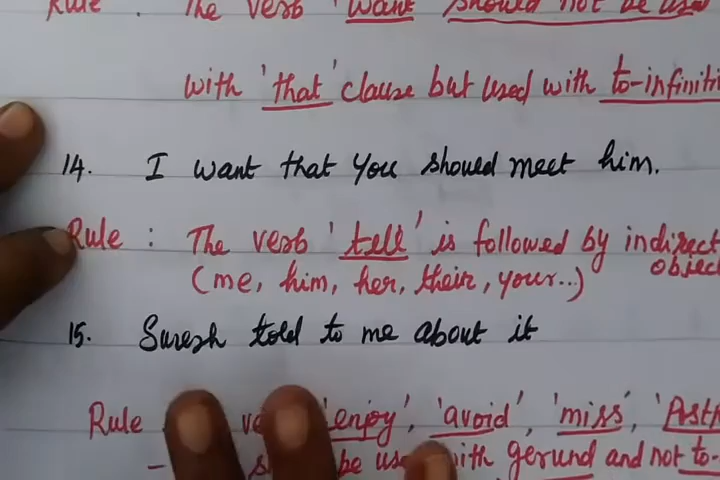 Rule : The verb 'want' should not be used
with 'that' clause but used with to-infiniti
14. I want that you should meet him.
Rule : The verb 'tell' is followed by indirect
object
(me, him, her, their, your..)
15. Suresh told to me about it
Rule 'enjoy', 'avoid', 'miss',
- be with gerund and not to-